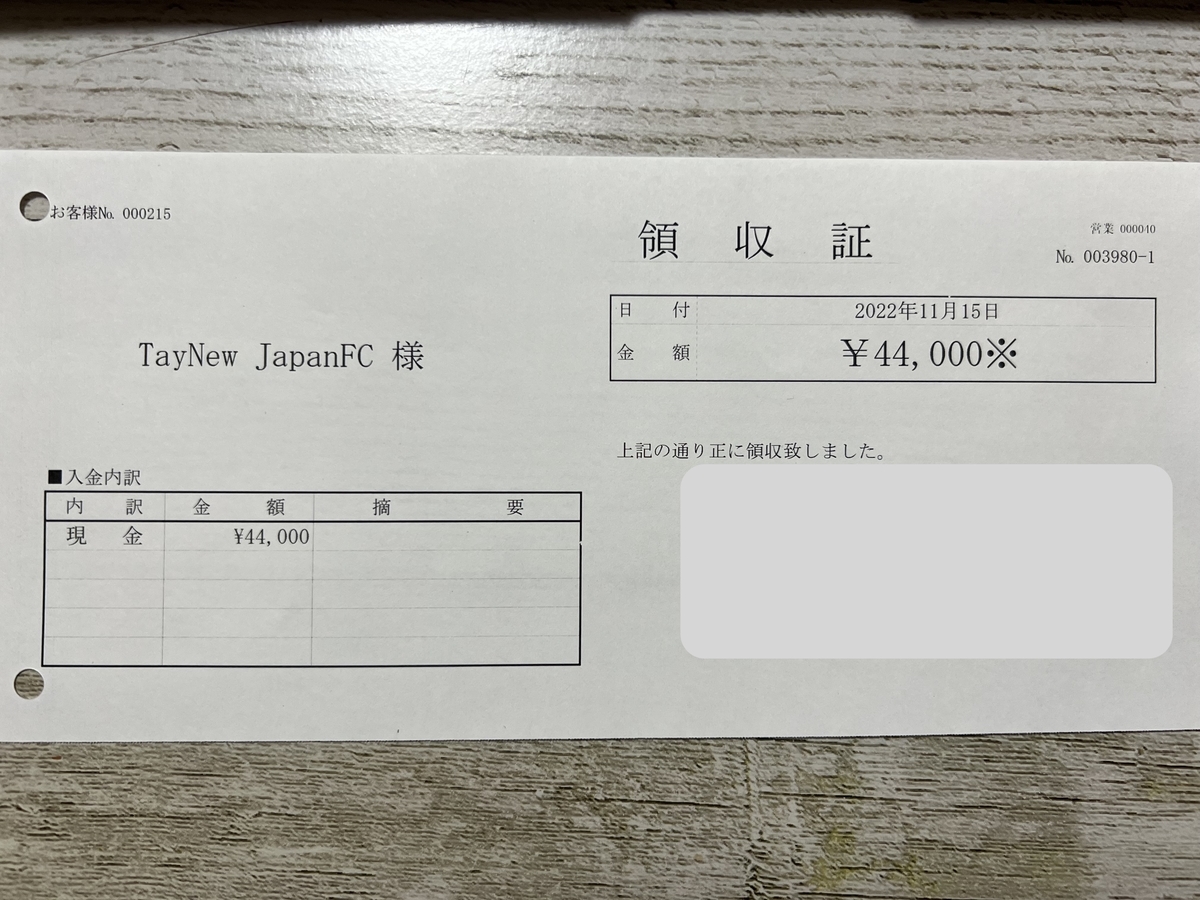 お客様№ 000215
領収証
営業 000040
№ 003980-1
日付 2022年11月15日
金額 ¥44,000※
TayNew JapanFC 様
上記の通り正に領収致しました。
■入金内訳
内訳 金額 摘要
現金 ¥44,000